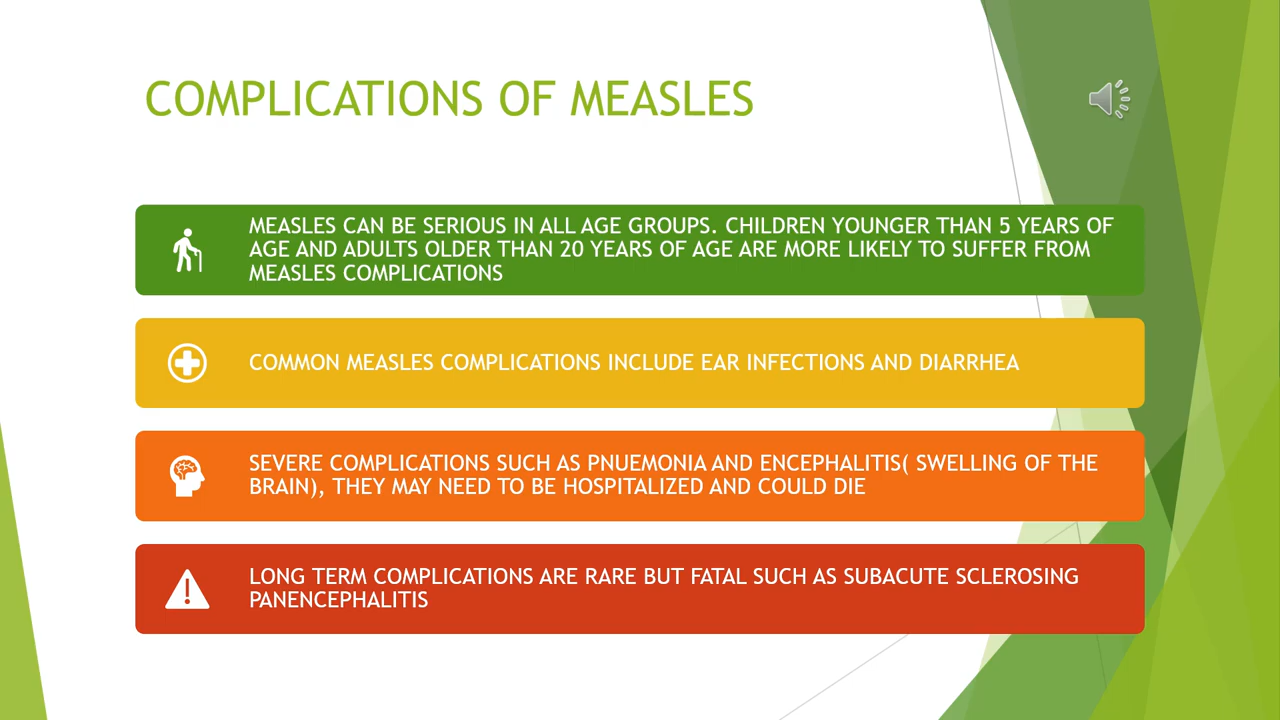 COMPLICATIONS OF MEASLES
MEASLES CAN BE SERIOUS IN ALL AGE GROUPS. CHILDREN YOUNGER THAN 5 YEARS OF
AGE AND ADULTS OLDER THAN 20 YEARS OF AGE ARE MORE LIKELY TO SUFFER FROM
MEASLES COMPLICATIONS
COMMON MEASLES COMPLICATIONS INCLUDE EAR INFECTIONS AND DIARRHEA
SEVERE COMPLICATIONS SUCH AS PNUEMONIA AND ENCEPHALITIS( SWELLING OF THE
BRAIN), THEY MAY NEED TO BE HOSPITALIZED AND COULD DIE
LONG TERM COMPLICATIONS ARE RARE BUT FATAL SUCH AS SUBACUTE SCLEROSING
PANENCEPHALITIS